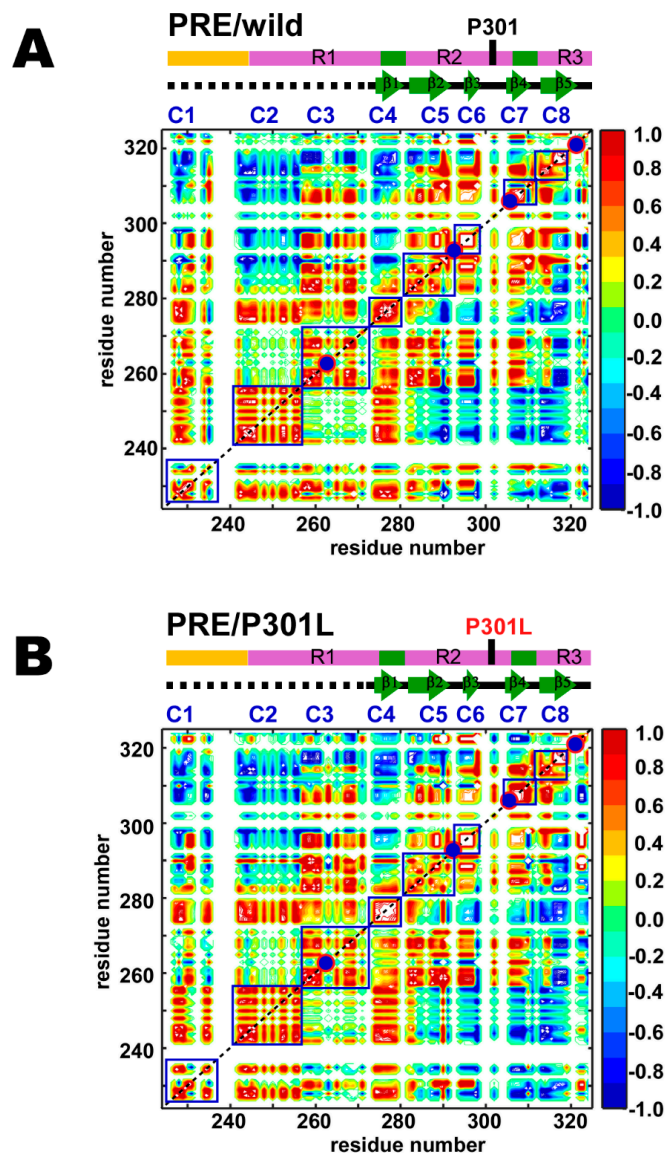 A
PRE/wild
P301
R1 R2 R3
β1 β2 β3 β4 β5
C1 C2 C3 C4 C5 C6 C7 C8
320
300
280
260
240
residue number
240 260 280 300 320
residue number
1.0
0.8
0.6
0.4
0.2
0.0
-0.2
-0.4
-0.6
-0.8
-1.0
B
PRE/P301L
P301L
R1 R2 R3
β1 β2 β3 β4 β5
C1 C2 C3 C4 C5 C6 C7 C8
320
300
280
260
240
residue number
240 260 280 300 320
residue number
1.0
0.8
0.6
0.4
0.2
0.0
-0.2
-0.4
-0.6
-0.8
-1.0